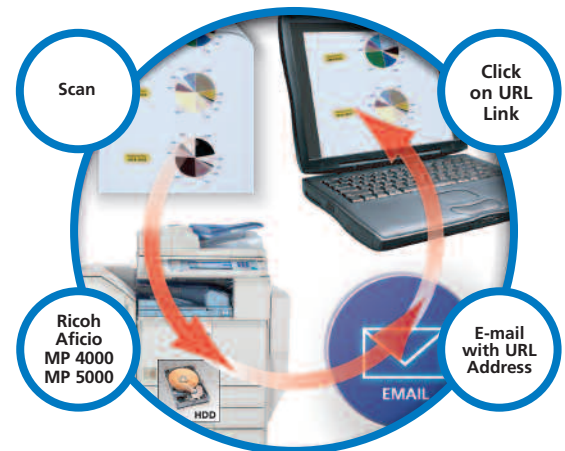 Scan
Click
on URL
Link
Ricoh
Aficio
MP 4000
MP 5000
HDD
EMAIL
E-mail
with URL
Address